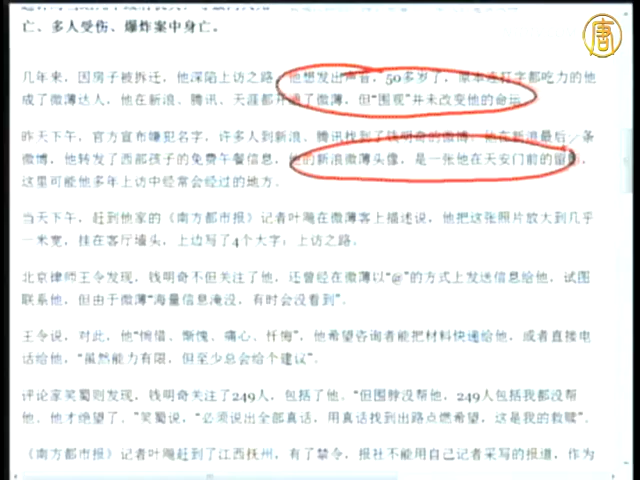 亡、多人受伤、爆炸案中身亡。
唐
几年来，因房子被拆迁，他深陷上访之路。他想发出声音，50多岁了，原本连打字都吃力的他
成了微薄达人，他在新浪、腾讯、天涯都开通了微薄，但“围观”并未改变他的命运。
昨天下午，官方宣布嫌犯名字，许多人到新浪、腾讯找到了钱明奇的微博，他在新浪最后一条
微博，他转发了西部孩子的免费午餐信息，他的新浪微薄头像，是一张他在天安门前的留影，
这里可能他多年上访中经常会经过的地方。
当天下午，赶到他家的（南方都市报）记者叶飚在微薄客上描述说，他把这张照片放大到几乎
一米宽，挂在客厅墙头，上边写了4个大字：上访之路。
北京律师王令发现，钱明奇不但关注了他，还曾经在微薄以“@”的方式上发送信息给他，试图
联系他，但由于微薄“海量信息淹没，有时会没看到”。
王令说，对此，他“惋惜、惭愧、痛心、忏悔”，他希望咨询者能把材料快递给他，或者直接电
话给他，“虽然能力有限，但至少总会给个建议”。
评论家笑蜀则发现，钱明奇关注了249人，包括了他。“但围脖没帮他，249人包括我都没帮
他，他才绝望了。”笑蜀说，“必须说出全部真话，用真话找到出路点燃希望，这是我的救赎”。
（南方都市报）记者叶飚赶到了江西抚州，有了禁令，报社不能用自己记者采写的报道，作为